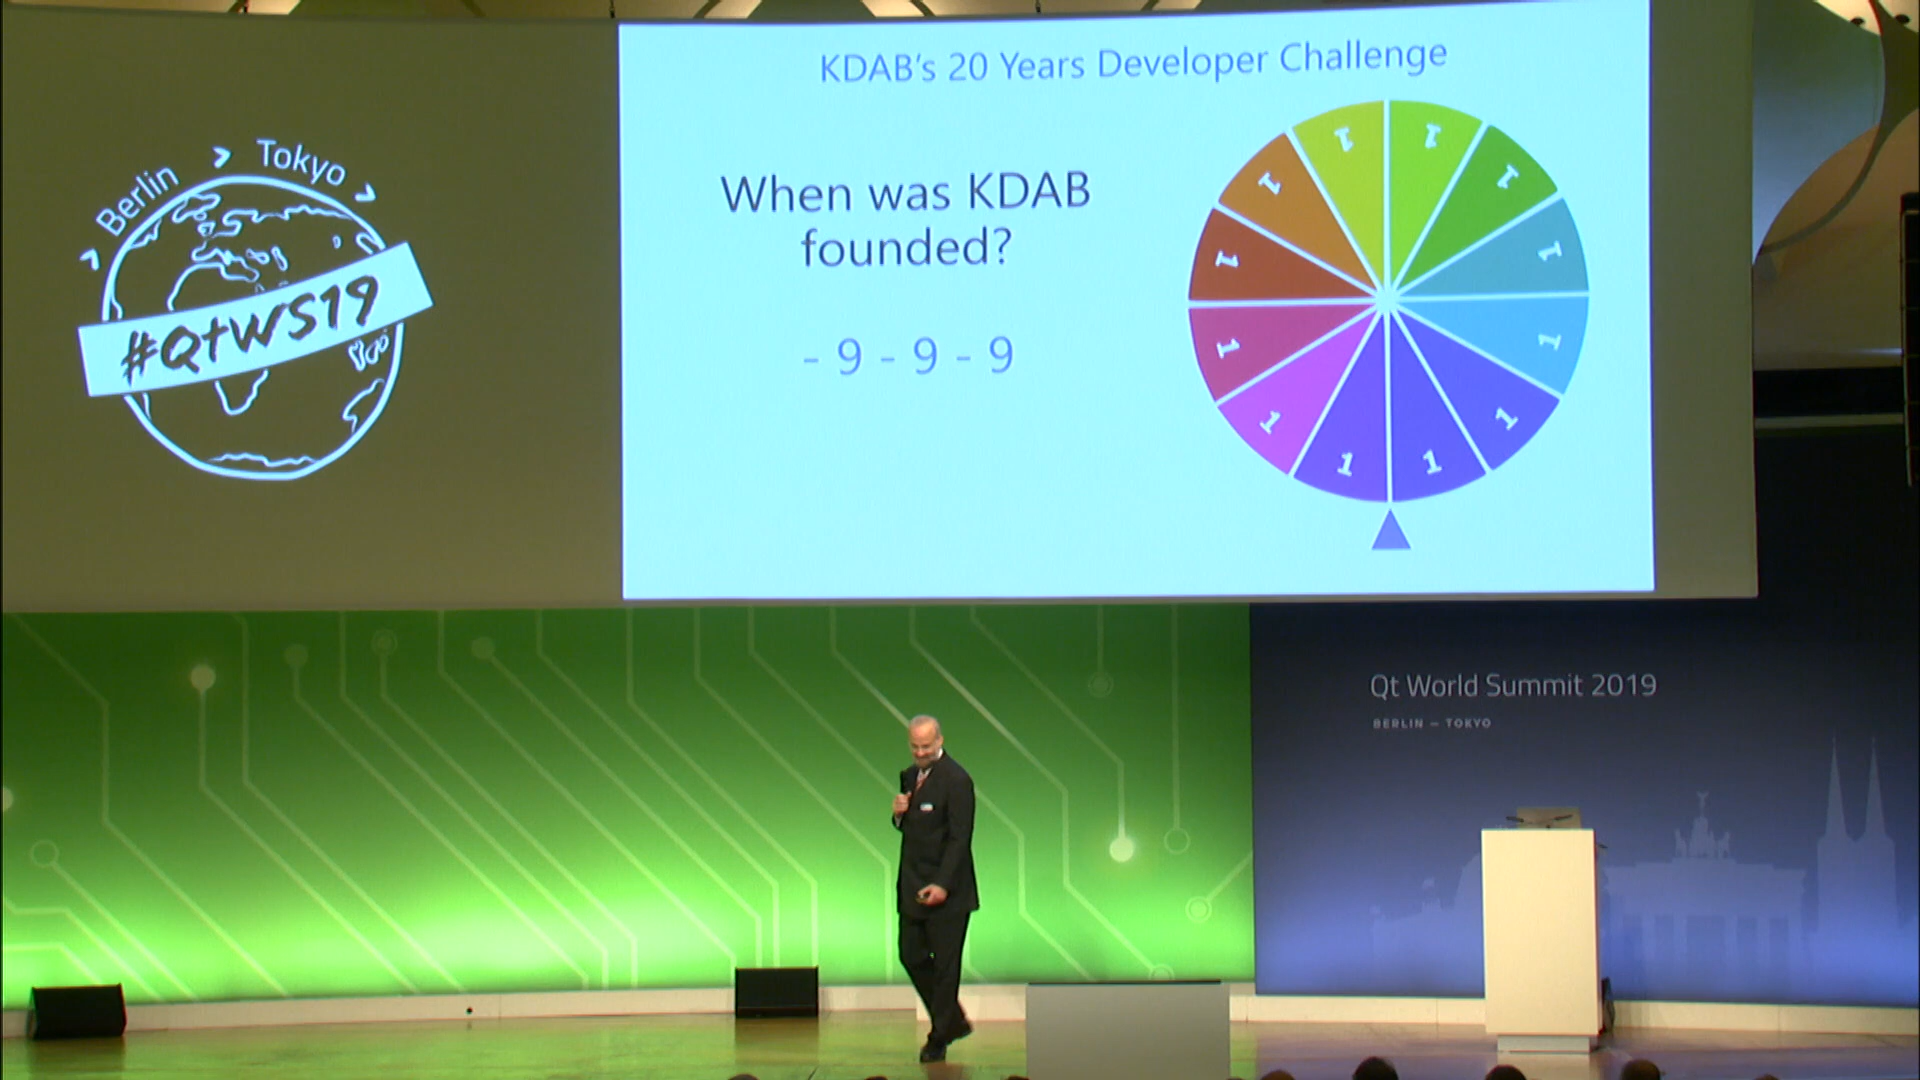 > Berlin > Tokyo >
#QtWS19
KDAB's 20 Years Developer Challenge
When was KDAB
founded?
- 9 - 9 - 9
1
1
1
1
1
1
1
1
1
1
1
1
Qt World Summit 2019
BERLIN — TOKYO